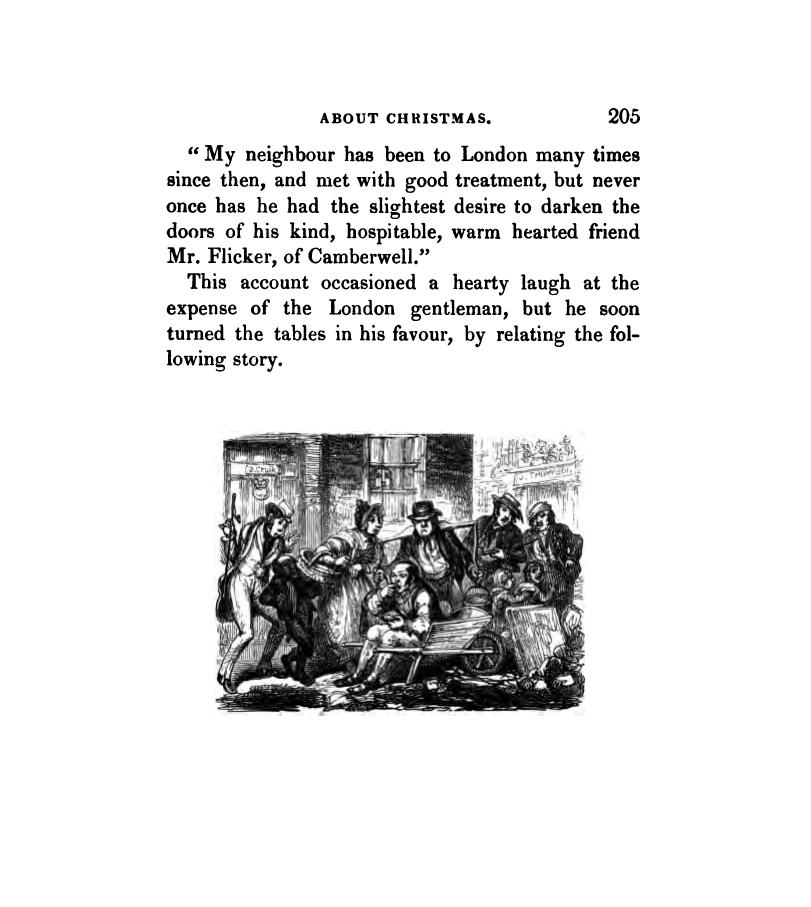 ABOUT CHRISTMAS. 205
“ My neighbour has been to London many times
since then, and met with good treatment, but never
once has he had the slightest desire to darken the
doors of his kind, hospitable, warm hearted friend
Mr. Flicker, of Camberwell.”
This account occasioned a hearty laugh at the
expense of the London gentleman, but he soon
turned the tables in his favour, by relating the fol-
lowing story.
J. THOMPSON.